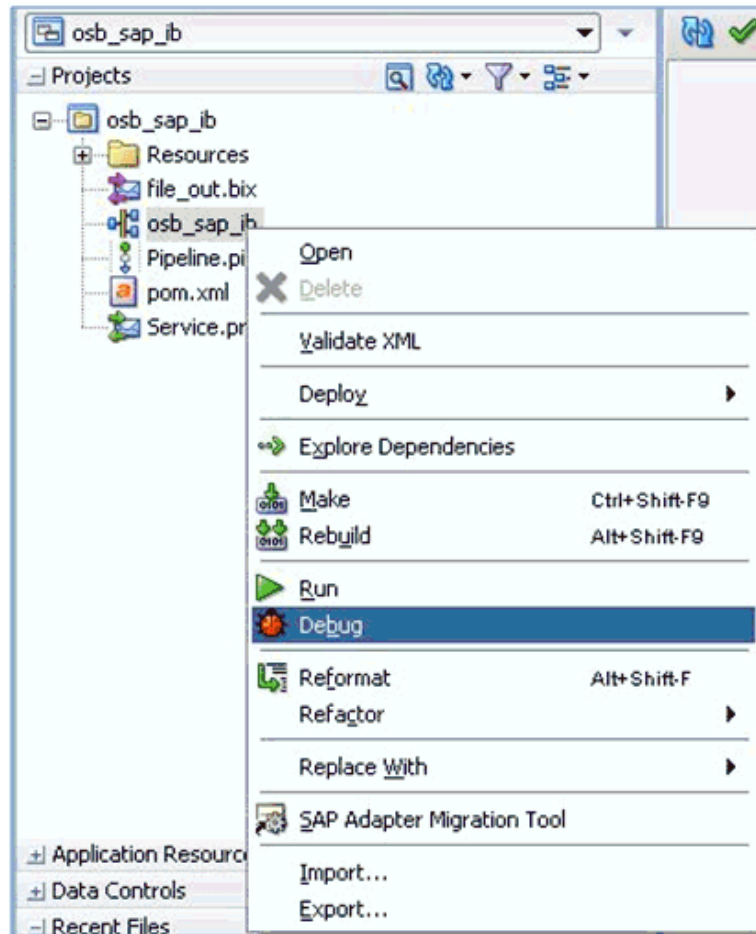 osb_sap_ib
Projects
osb_sap_ib
Resources
file_out.bix
osb_sap_ib
Pipeline.pi
pom.xml
Service.pr
Open
Delete
Validate XML
Deploy
Explore Dependencies
Make Ctrl+Shift-F9
Rebuild Alt+Shift-F9
Run
Debug
Reformat Alt+Shift-F
Refactor
Replace With
SAP Adapter Migration Tool
Import...
Export...
Application Resourc
Data Controls
Recent Files